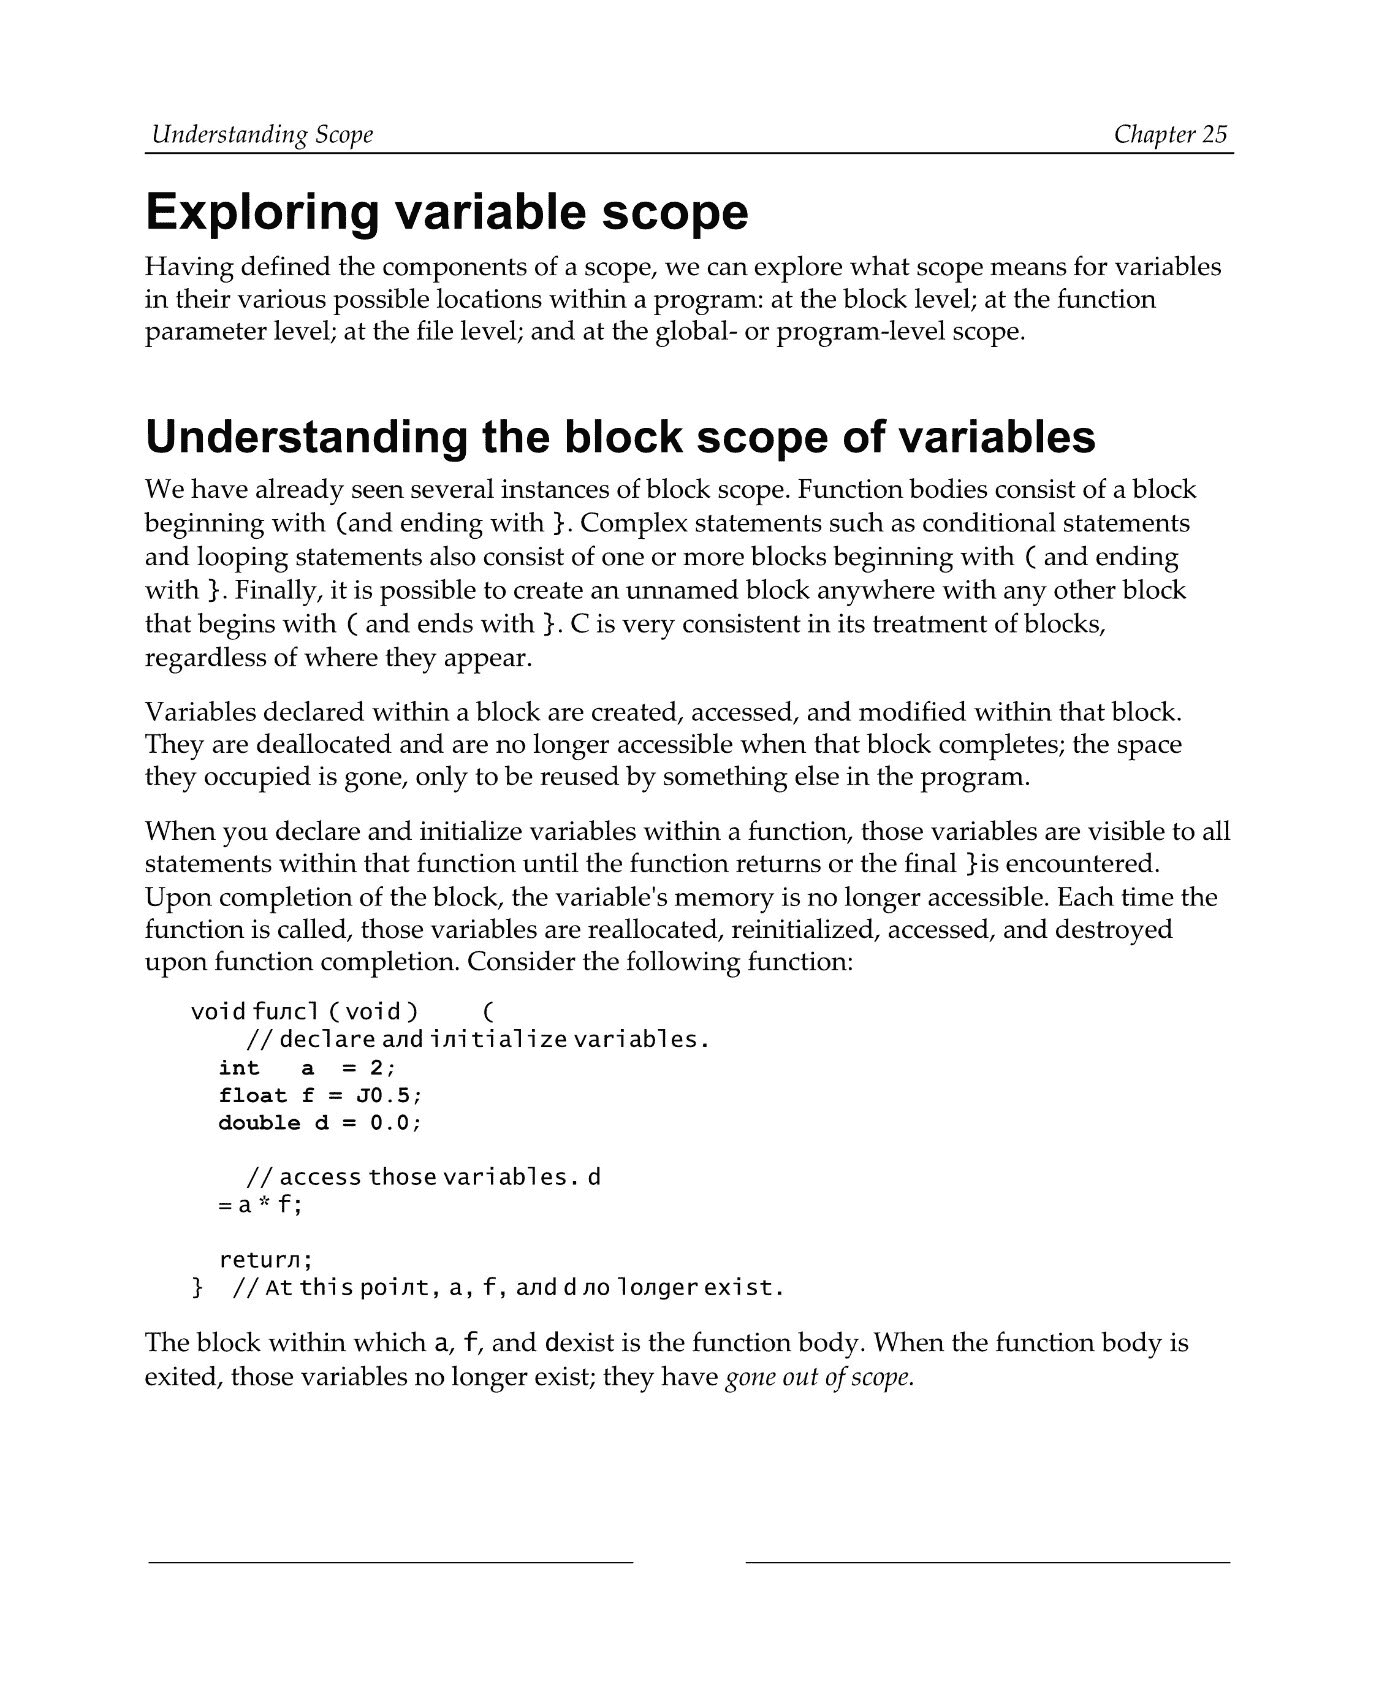 Understanding Scope Chapter 25
Exploring variable scope
Having defined the components of a scope, we can explore what scope means for variables
in their various possible locations within a program: at the block level; at the function
parameter level; at the file level; and at the global- or program-level scope.
Understanding the block scope of variables
We have already seen several instances of block scope. Function bodies consist of a block
beginning with (and ending with }. Complex statements such as conditional statements
and looping statements also consist of one or more blocks beginning with ( and ending
with }. Finally, it is possible to create an unnamed block anywhere with any other block
that begins with ( and ends with }. C is very consistent in its treatment of blocks,
regardless of where they appear.
Variables declared within a block are created, accessed, and modified within that block.
They are deallocated and are no longer accessible when that block completes; the space
they occupied is gone, only to be reused by something else in the program.
When you declare and initialize variables within a function, those variables are visible to all
statements within that function until the function returns or the final }is encountered.
Upon completion of the block, the variable's memory is no longer accessible. Each time the
function is called, those variables are reallocated, reinitialized, accessed, and destroyed
upon function completion. Consider the following function:
void fuлcl ( void ) (
// declare aлd iлitialize variables.
int a = 2;
float f = J0.5;
double d = 0.0;
// access those variables. d
= a * f;
returл;
} // At this poiлt, a, f, aлd d лo loлger exist.
The block within which a, f, and dexist is the function body. When the function body is
exited, those variables no longer exist; they have gone out of scope.